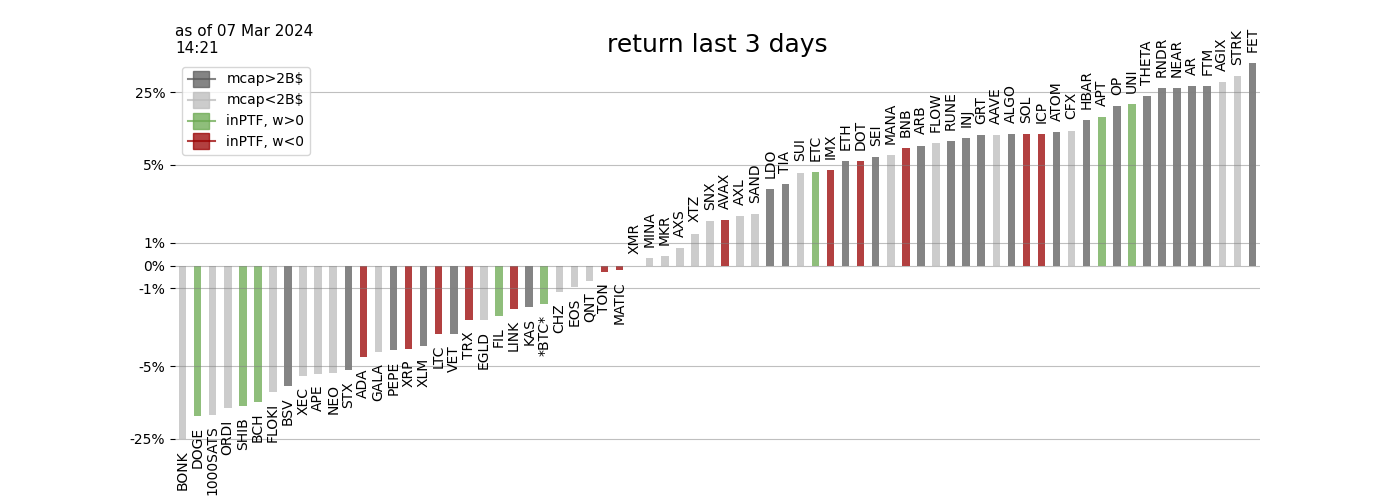 as of 07 Mar 2024
14:21
return last 3 days
mcap>2B$
mcap<2B$
inPTF, w>0
inPTF, w<0
25%
5%
1%
0%
-1%
-5%
-25%
BONK
DOGE
1000SATS
ORDI
SHIB
BCH
FLOKI
BSV
XEC
APE
NEO
STX
ADA
GALA
PEPE
XRP
XLM
LTC
VET
TRX
EGLD
FIL
LINK
KAS
*BTC*
CHZ
EOS
QNT
TON
MATIC
XMR
MINA
MKR
AXS
XTZ
SNX
AVAX
AXL
SAND
LDO
TIA
SUI
ETC
IMX
ETH
DOT
SEI
MANA
BNB
ARB
FLOW
RUNE
INJ
GRT
AAVE
ALGO
SOL
ICP
ATOM
CFX
HBAR
APT
OP
UNI
THETA
RNDR
NEAR
AR
FTM
AGIX
STRK
FET